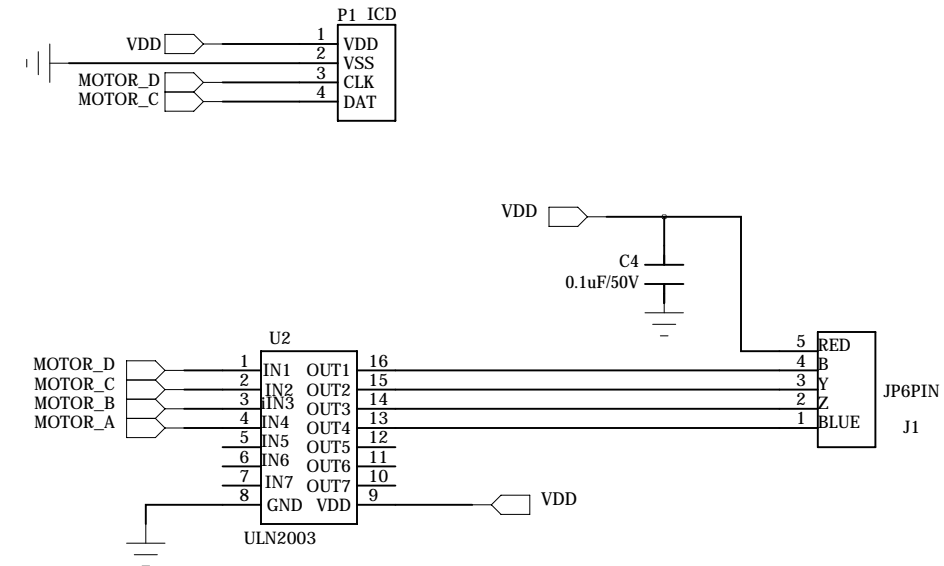 P1 ICD
VDD 1 VDD
2 VSS
MOTOR_D 3 CLK
MOTOR_C 4 DAT
VDD
C4
0.1uF/50V
U2
MOTOR_D 1 IN1 OUT1 16
MOTOR_C 2 IN2 OUT2 15
MOTOR_B 3 iIN3 OUT3 14
MOTOR_A 4 IN4 OUT4 13
5 IN5 OUT5 12
6 IN6 OUT6 11
7 IN7 OUT7 10
8 GND VDD 9 VDD
ULN2003
5 RED
4 B
3 Y
2 Z
1 BLUE
JP6PIN
J1